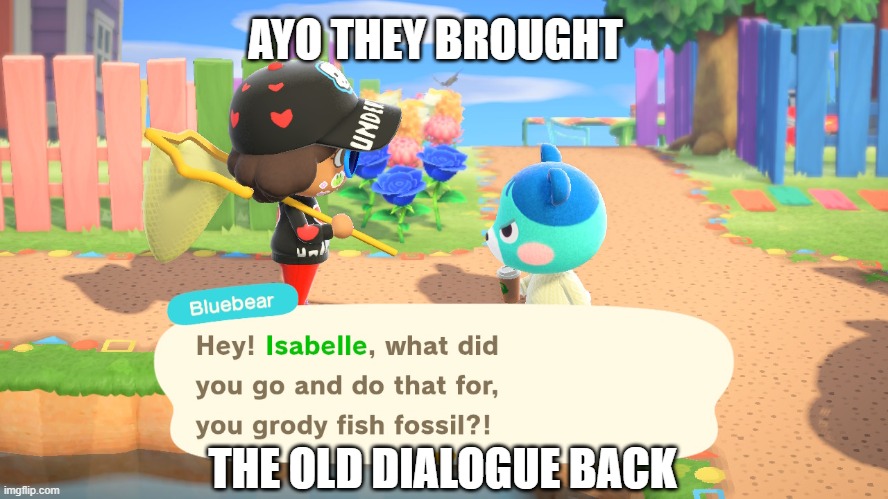 AYO THEY BROUGHT
UNDER
Bluebear
Hey! Isabelle, what did
you go and do that for,
you grody fish fossil?!
THE OLD DIALOGUE BACK
imgflip.com